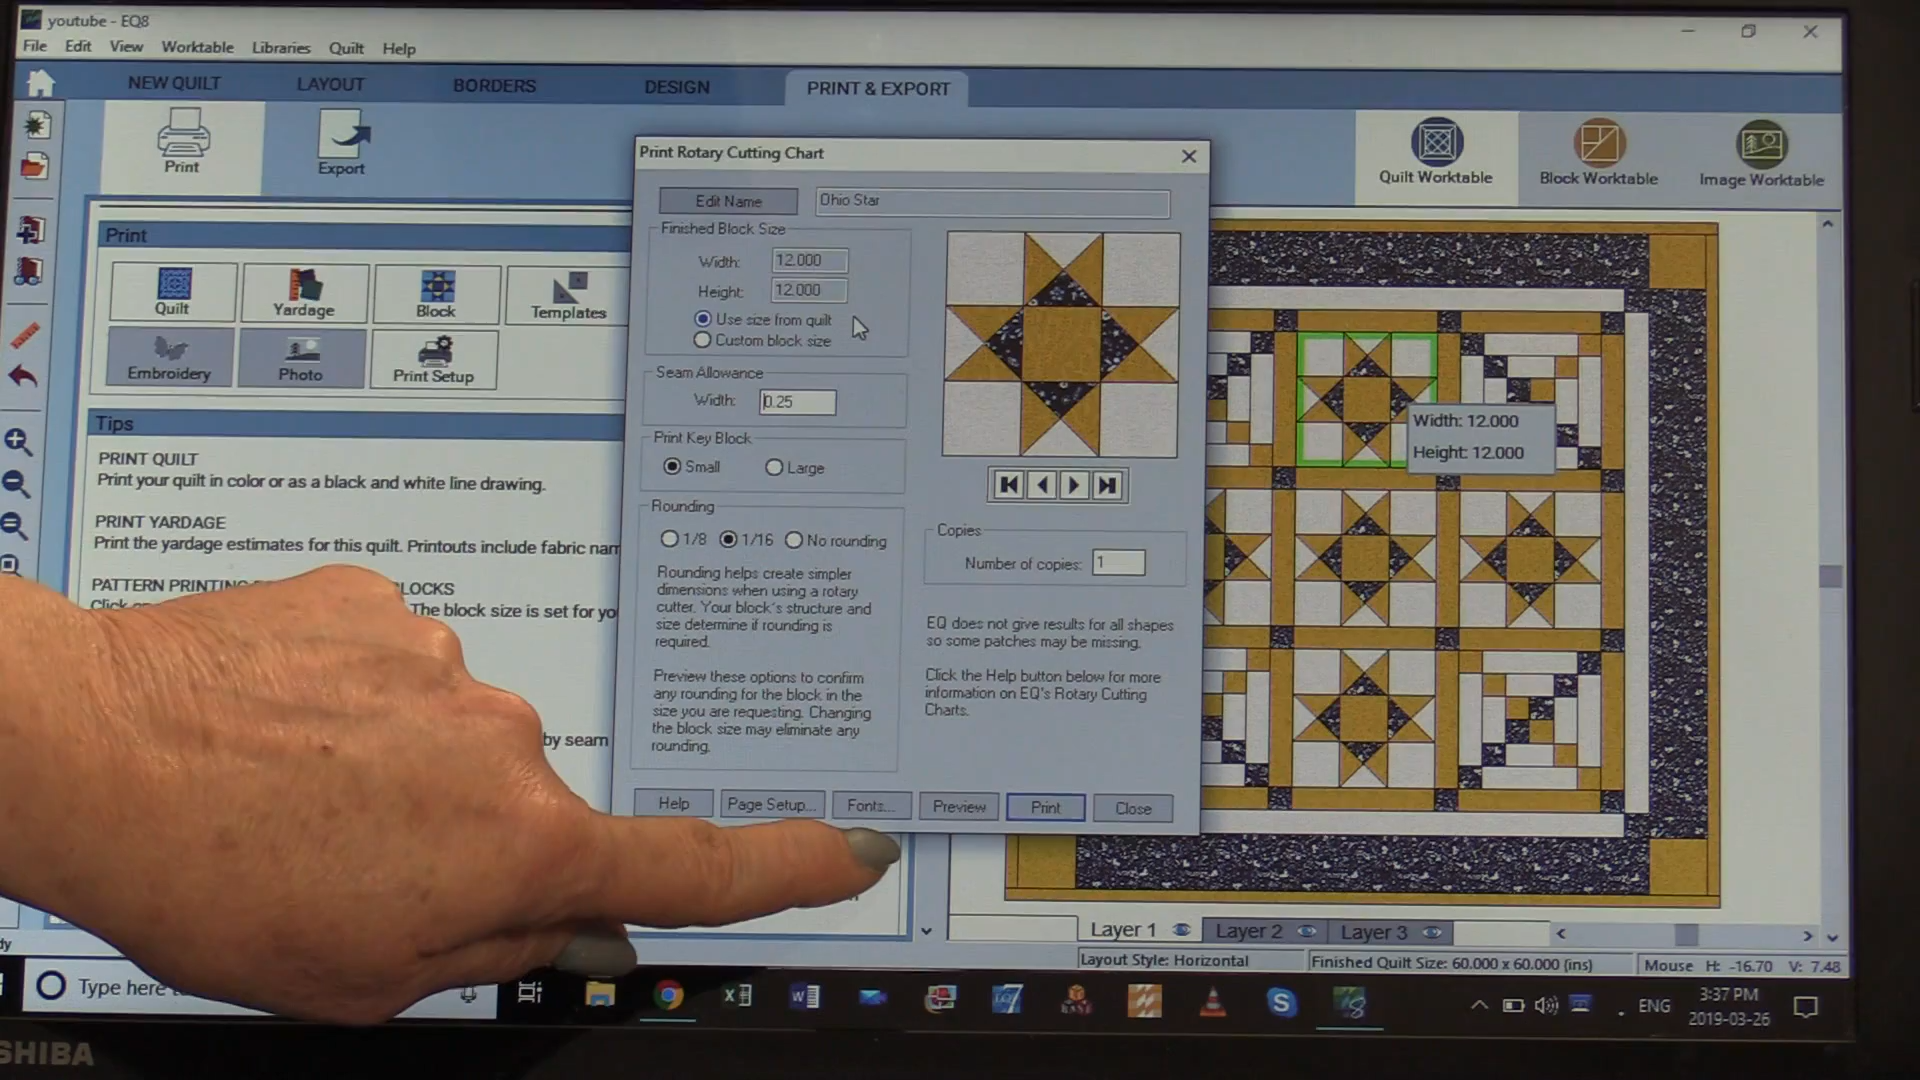 youtube - EQ8
File Edit View Worktable Libraries Quilt Help
NEW QUILT LAYOUT BORDERS DESIGN PRINT & EXPORT
Print Export
Quilt Worktable Block Worktable Image Worktable
Print
Quilt Yardage Block Templates
Embroidery Photo Print Setup
Tips
PRINT QUILT
Print your quilt in color or as a black and white line drawing.
PRINT YARDAGE
Print the yardage estimates for this quilt. Printouts include fabric nam
PATTERN PRINTING LOCKS
The block size is set for yo
by seam
Print Rotary Cutting Chart
Edit Name Ohio Star
Finished Block Size
Width: 12.000
Height: 12.000
Use size from quilt
Custom block size
Seam Allowance
Width: 0.25
Print Key Block
Small Large
Rounding
1/8 1/16 No rounding
Rounding helps create simpler
dimensions when using a rotary
cutter. Your block's structure and
size determine if rounding is
required.
Preview these options to confirm
any rounding for the block in the
size you are requesting. Changing
the block size may eliminate any
rounding.
Copies
Number of copies: 1
EQ does not give results for all shapes
so some patches may be missing.
Click the Help button below for more
information on EQ's Rotary Cutting
Charts.
Help Page Setup... Fonts... Preview Print Close
Width: 12.000
Height: 12.000
Layer 1 Layer 2 Layer 3
Layout Style: Horizontal Finished Quilt Size: 60.000 x 60.000 (ins) Mouse H: -16.70 V: 7.48
dy
Type here
ENG
3:37 PM
2019-03-26
SHIBA